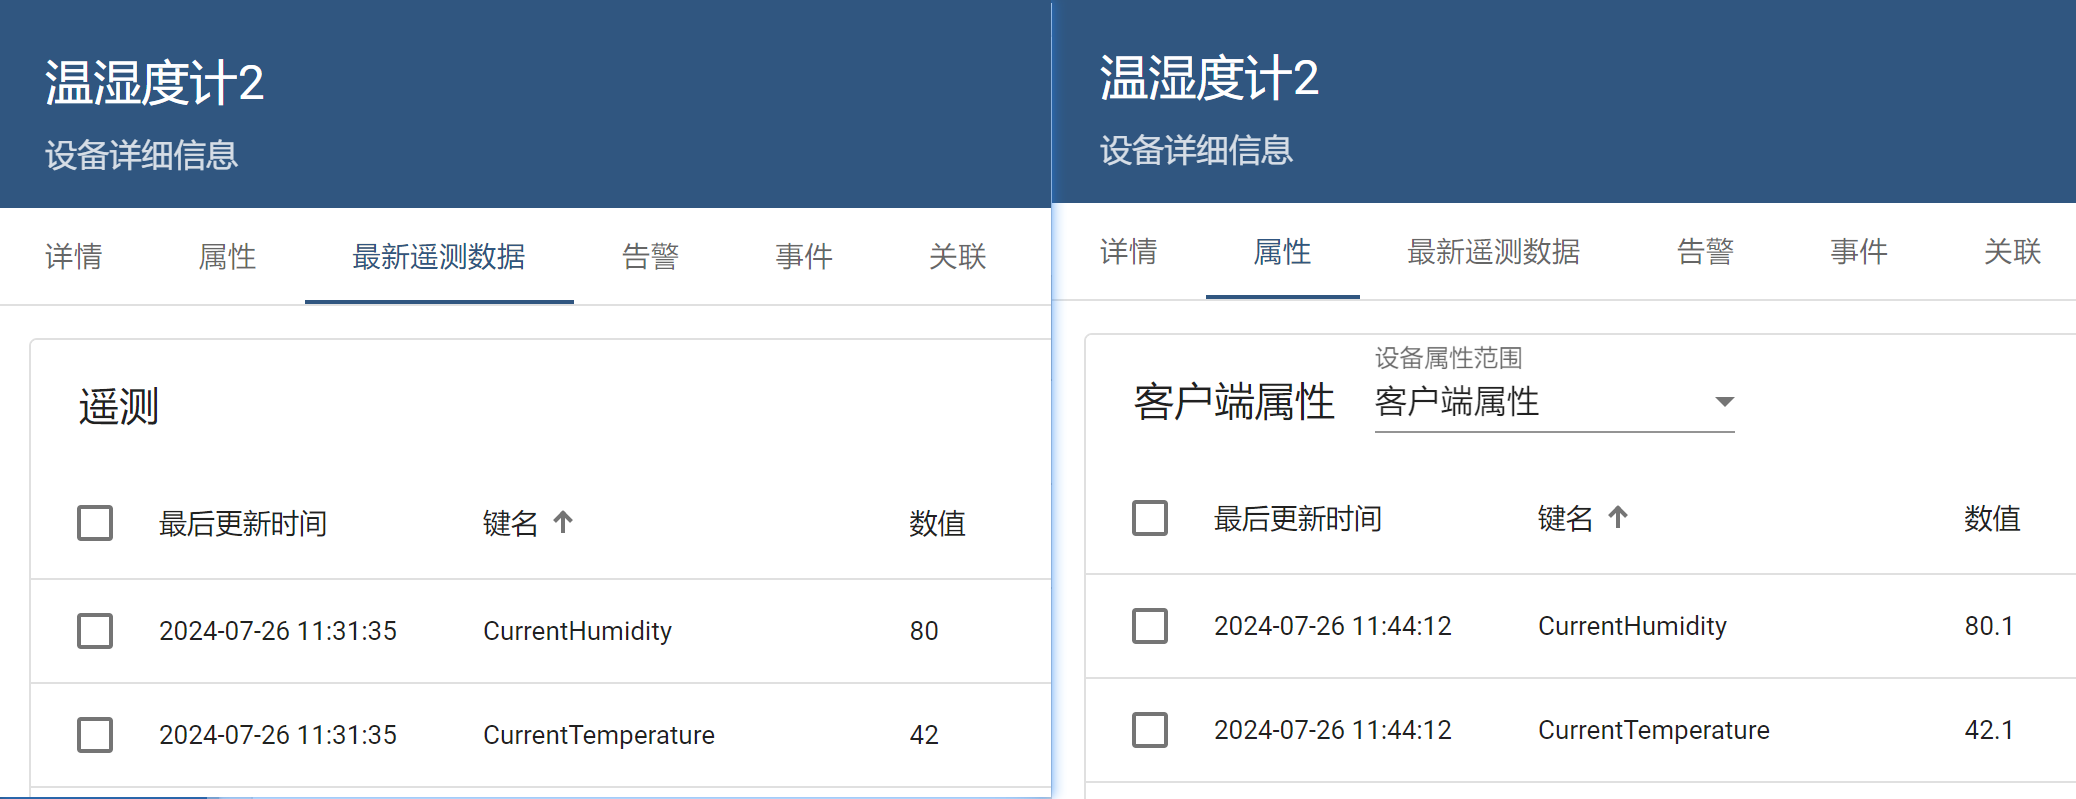 温湿度计2
设备详细信息
详情 属性 最新遥测数据 告警 事件 关联
遥测
最后更新时间 键名 数值
2024-07-26 11:31:35 CurrentHumidity 80
2024-07-26 11:31:35 CurrentTemperature 42
温湿度计2
设备详细信息
详情 属性 最新遥测数据 告警 事件 关联
设备属性范围
客户端属性 客户端属性
最后更新时间 键名 数值
2024-07-26 11:44:12 CurrentHumidity 80.1
2024-07-26 11:44:12 CurrentTemperature 42.1